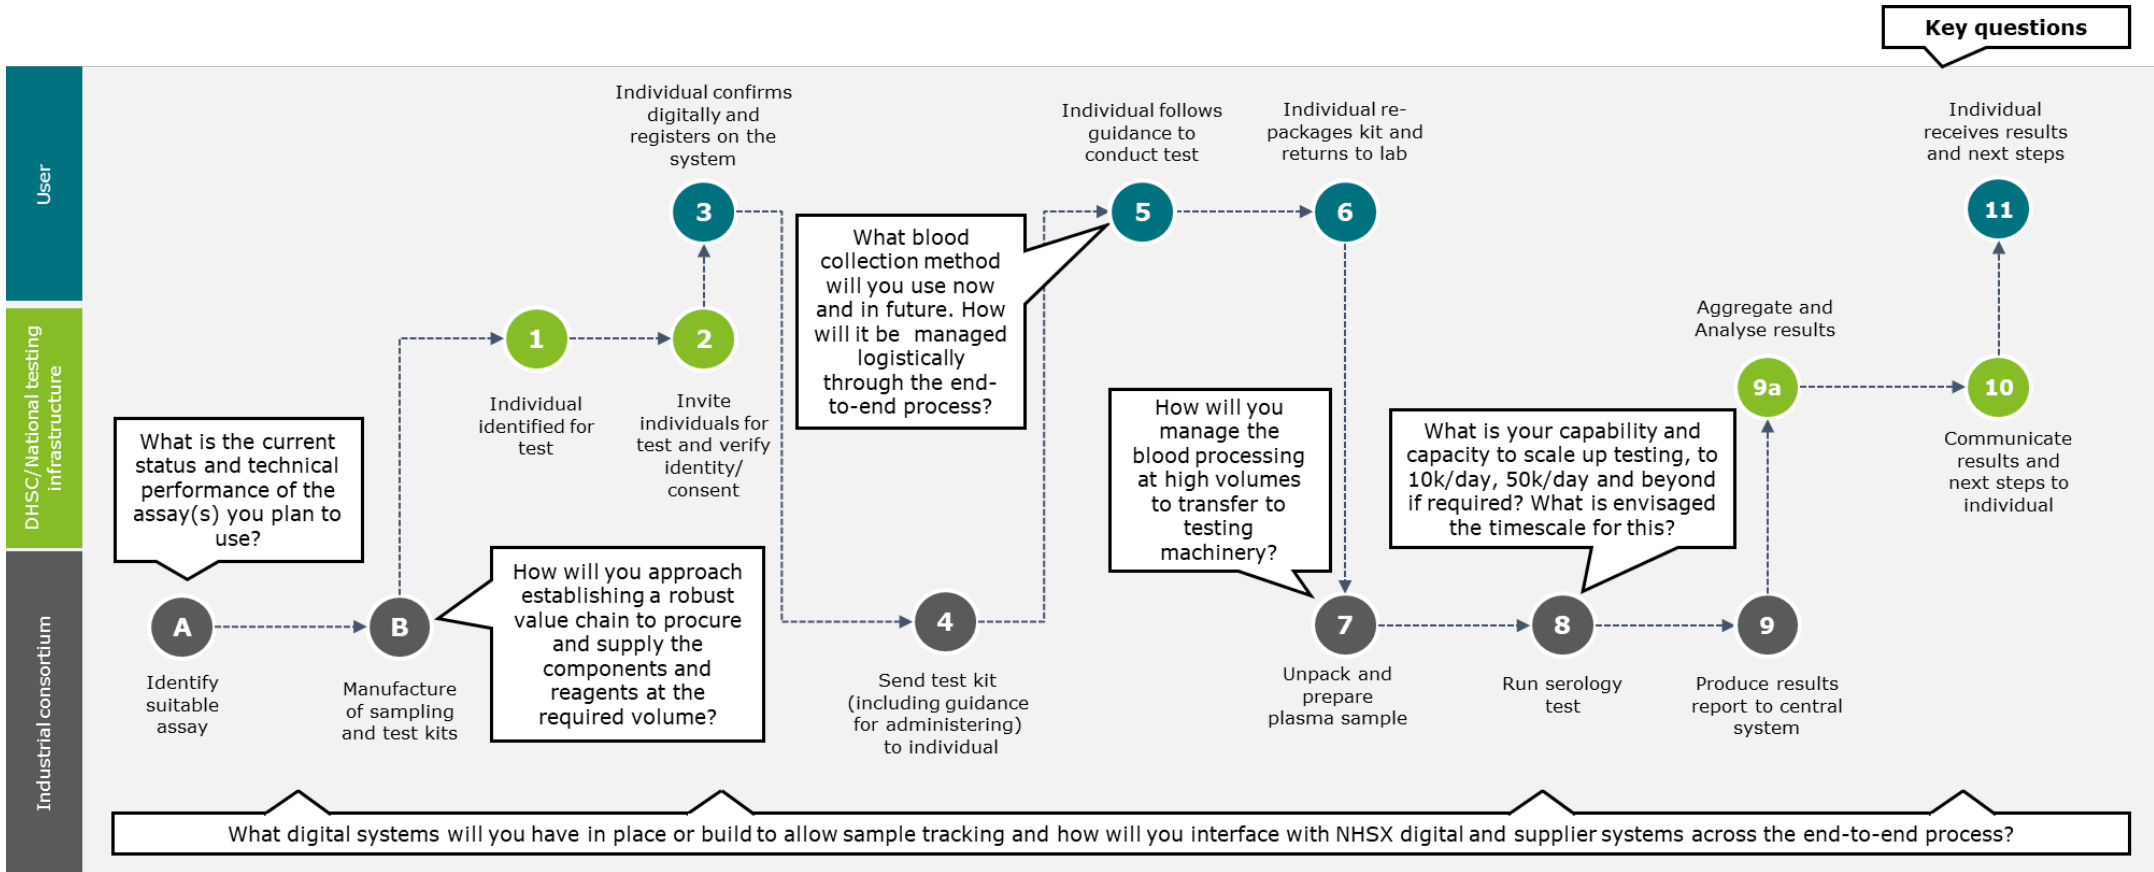 Key questions
User
DHSC/National testing
infrastructure
Industrial consortium
Individual confirms
digitally and
registers on the
system
3
Individual follows
guidance to
conduct test
5
Individual re-
packages kit and
returns to lab
6
Individual
receives results
and next steps
11
What blood
collection method
will you use now
and in future. How
will it be managed
logistically
through the end-
to-end process?
1
Individual
identified for
test
2
Invite
individuals for
test and verify
identity/
consent
Aggregate and
Analyse results
9a
10
Communicate
results and
next steps to
individual
What is the current
status and technical
performance of the
assay(s) you plan to
use?
How will you
manage the
blood processing
at high volumes
to transfer to
testing
machinery?
What is your capability and
capacity to scale up testing, to
10k/day, 50k/day and beyond
if required? What is envisaged
the timescale for this?
How will you approach
establishing a robust
value chain to procure
and supply the
components and
reagents at the
required volume?
A
Identify
suitable
assay
B
Manufacture
of sampling
and test kits
4
Send test kit
(including guidance
for administering)
to individual
7
Unpack and
prepare
plasma sample
8
Run serology
test
9
Produce results
report to central
system
What digital systems will you have in place or build to allow sample tracking and how will you interface with NHSX digital and supplier systems across the end-to-end process?